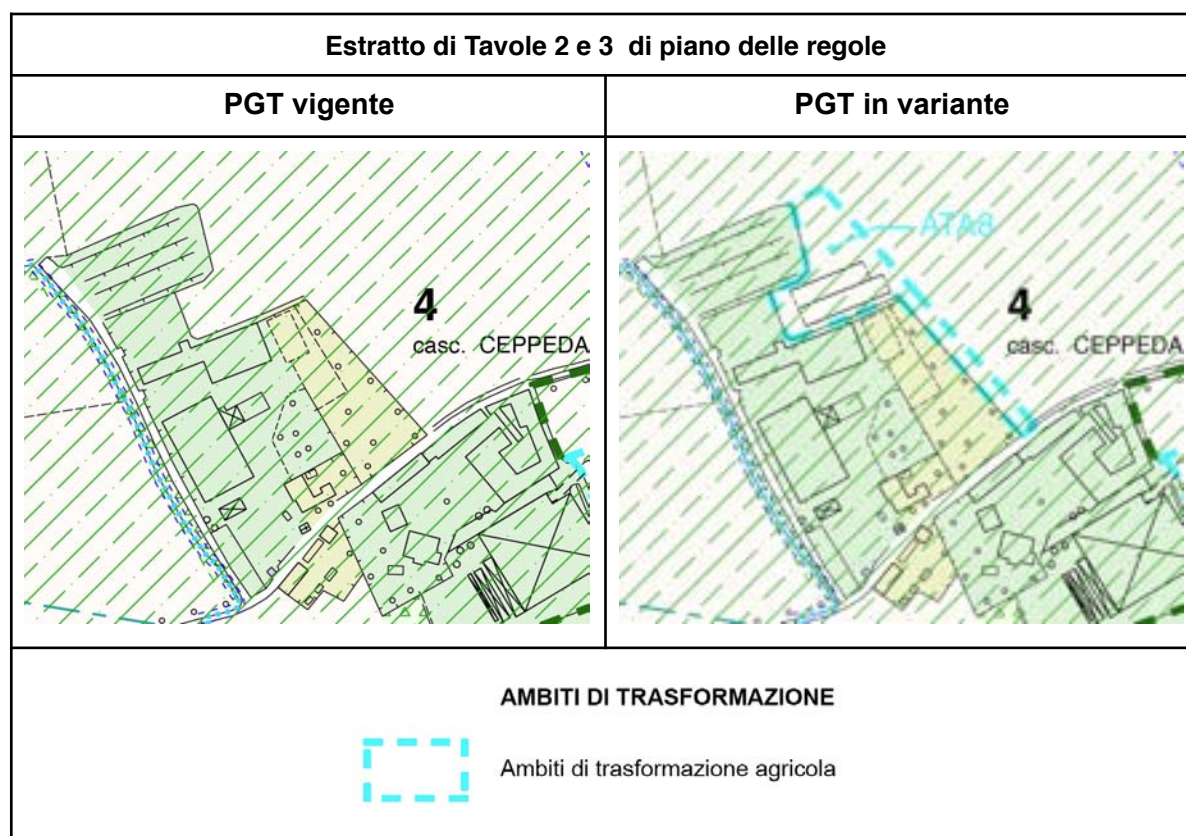 Estratto di Tavole 2 e 3 di piano delle regole
PGT vigente
PGT in variante
4
casc. CEPPEDA
ATA8
4
casc. CEPPEDA
AMBITI DI TRASFORMAZIONE
Ambiti di trasformazione agricola